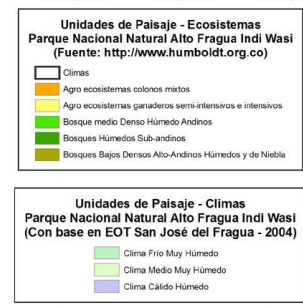 Unidades de Paisaje - Ecosistemas
Parque Nacional Natural Alto Fragua Indi Wasi
(Fuente: http://www.humboldt.org.co)
Climas
Agro ecosistemas colonos mixtos
Agro ecosistemas ganaderos semi-intensivos e intensivos
Bosque medio Denso Húmedo Andinos
Bosques Húmedos Sub-andinos
Bosques Bajos Densos Alto-Andinos Húmedos y de Niebla
Unidades de Paisaje - Climas
Parque Nacional Natural Alto Fragua Indi Wasi
(Con base en EOT San José del Fragua - 2004)
Clima Frío Muy Húmedo
Clima Medio Muy Húmedo
Clima Cálido Húmedo